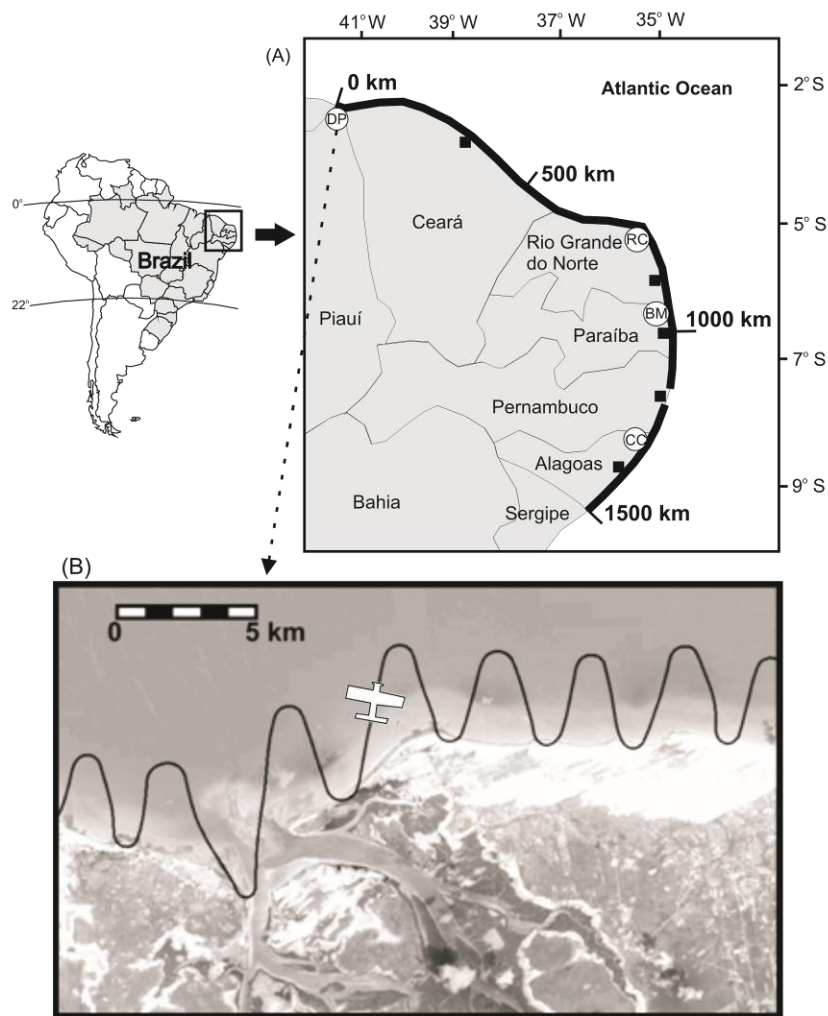 41° W 39° W 37° W 35° W
(A)
0 km
Atlantic Ocean
2° S
DP
500 km
0°
Ceará
5° S
RC
Rio Grande
do Norte
Brazil
BM
22°
Piauí
1000 km
Paraíba
7° S
Pernambuco
CC
Alagoas
9° S
Bahia
Sergipe
1500 km
(B)
0 5 km